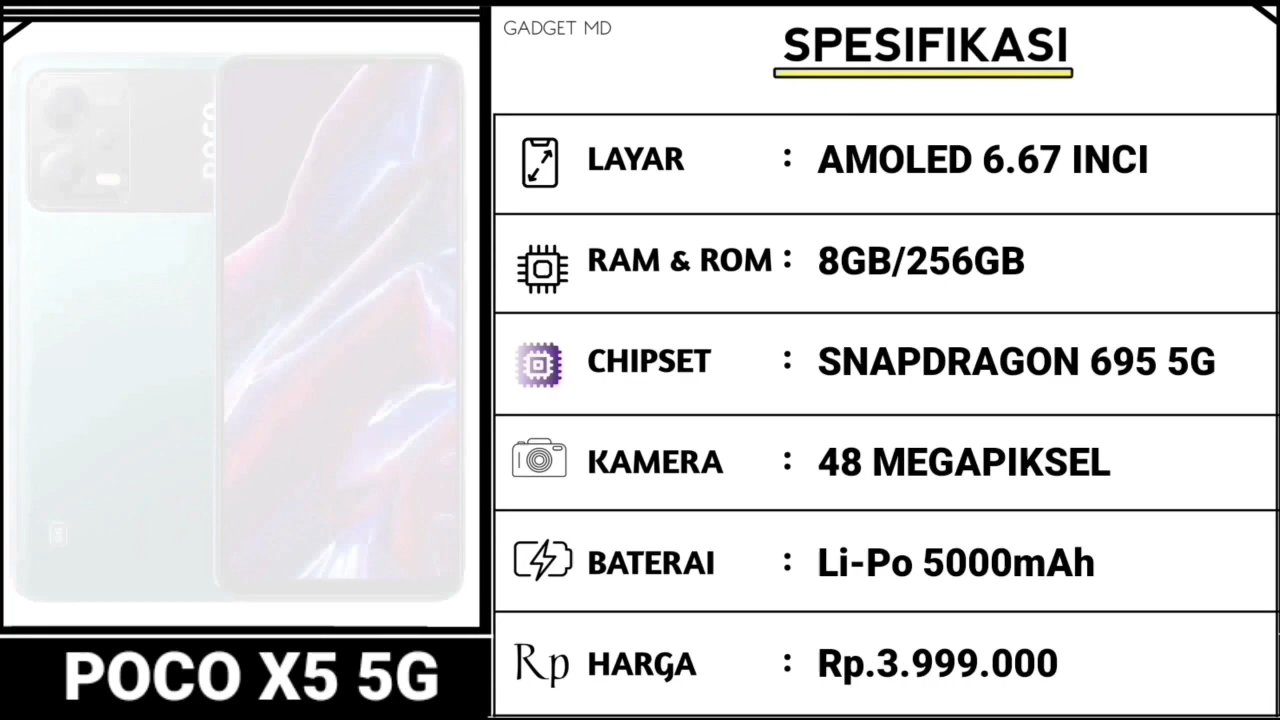 GADGET MD
SPESIFIKASI
LAYAR : AMOLED 6.67 INCI
RAM & ROM : 8GB/256GB
CHIPSET : SNAPDRAGON 695 5G
KAMERA : 48 MEGAPIKSEL
BATERAI : Li-Po 5000mAh
Rp HARGA : Rp.3.999.000
POCO
POCO X5 5G